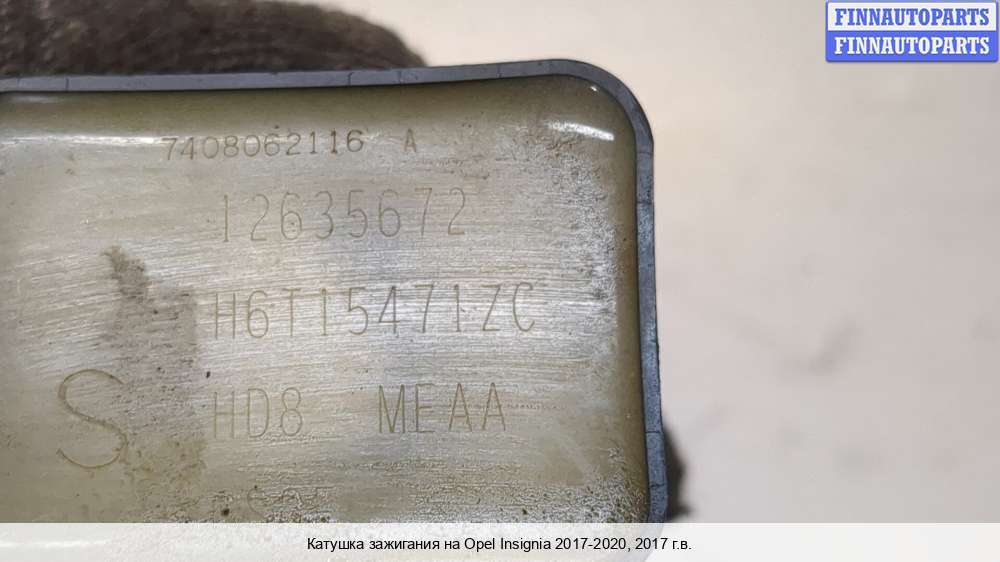 FINNAUTOPARTS
FINNAUTOPARTS
7408062116 A
12635672
H6T15471ZC
S HD8 MEAA
Катушка зажигания на Opel Insignia 2017-2020, 2017 г.в.